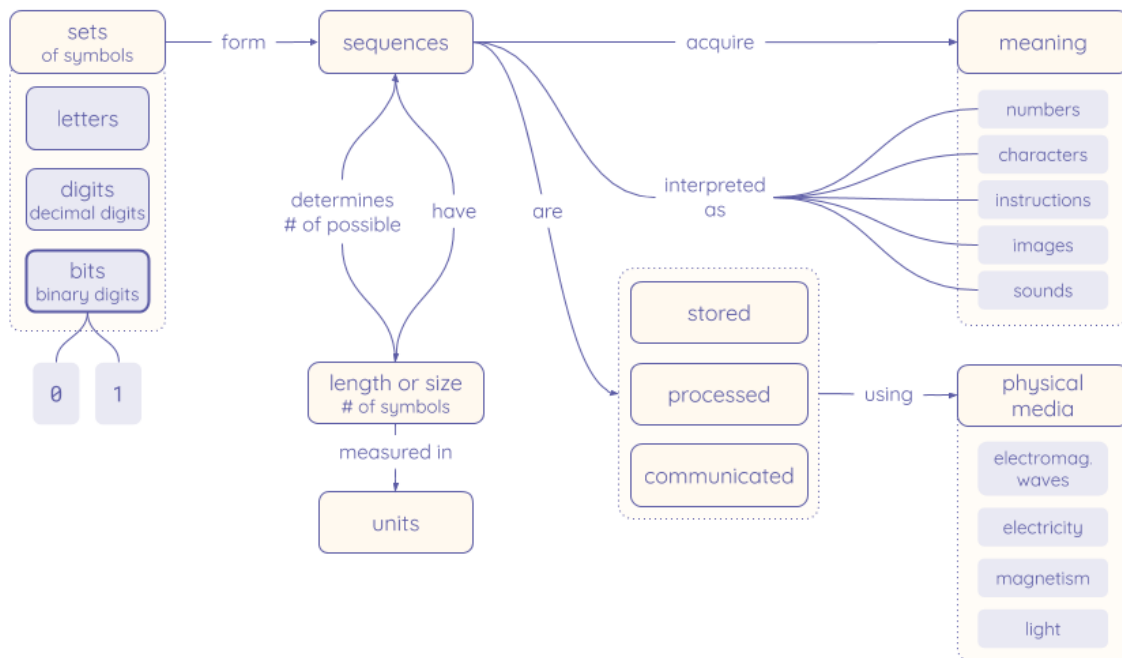 sets
of symbols
form
sequences
acquire
meaning
letters
digits
decimal digits
bits
binary digits
0
1
determines
# of possible
have
are
interpreted
as
numbers
characters
instructions
images
sounds
length or size
# of symbols
measured in
units
stored
processed
communicated
using
physical
media
electromag.
waves
electricity
magnetism
light